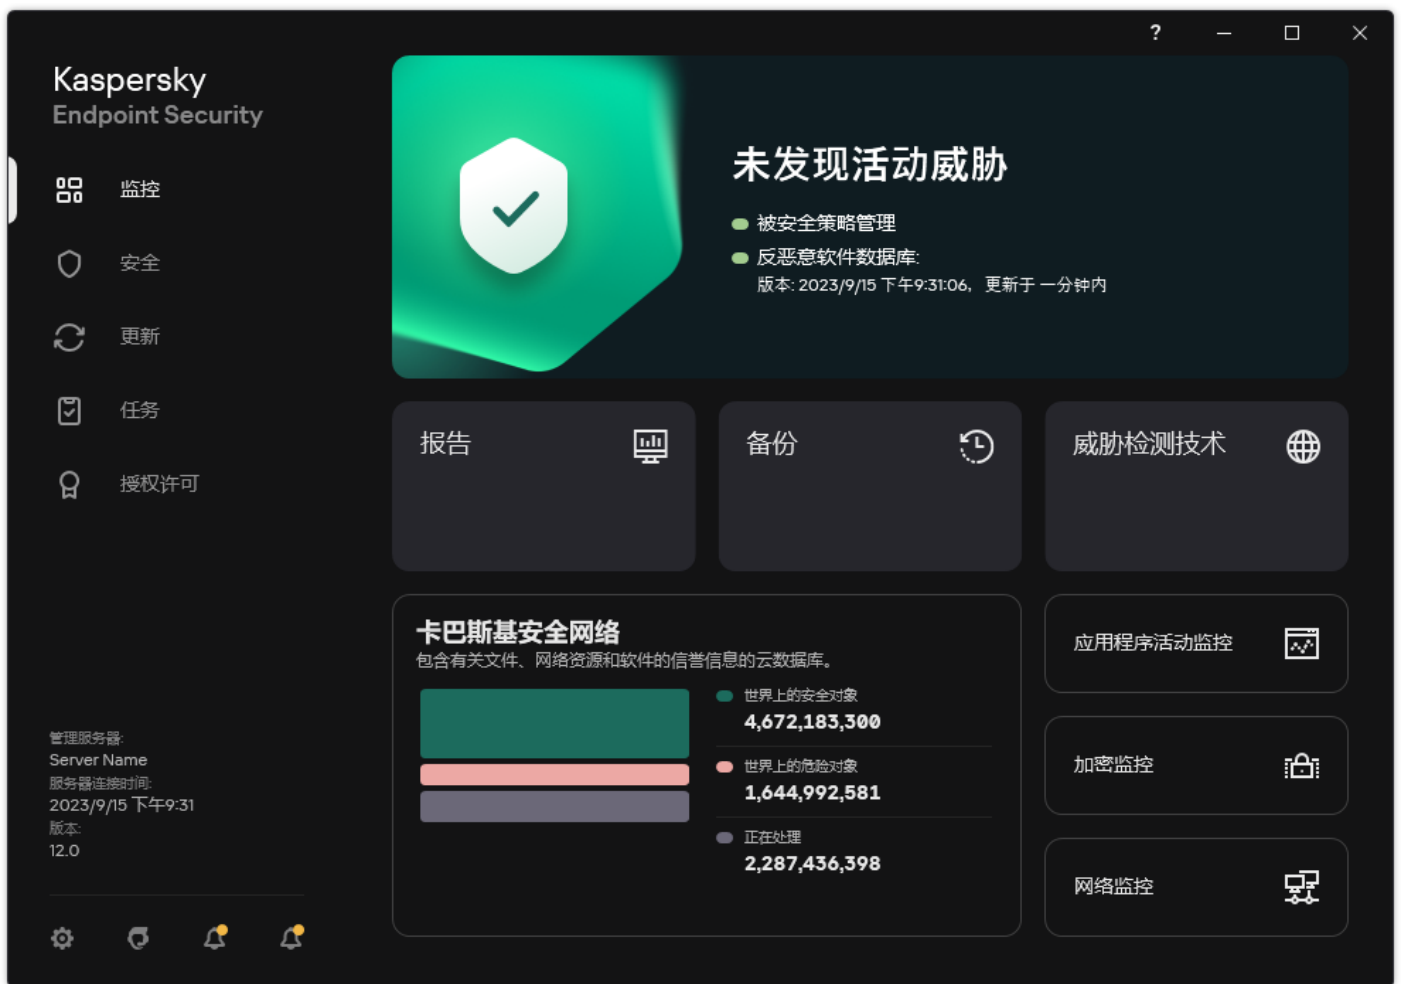 ?
Kaspersky
Endpoint Security
监控
安全
更新
任务
授权许可
管理服务器:
Server Name
服务器连接时间:
2023/9/15 下午9:31
版本:
12.0
未发现活动威胁
被安全策略管理
反恶意软件数据库:
版本: 2023/9/15 下午9:31:06，更新于 一分钟内
报告
备份
威胁检测技术
卡巴斯基安全网络
包含有关文件、网络资源和软件的信誉信息的云数据库。
世界上的安全对象
4,672,183,300
世界上的危险对象
1,644,992,581
正在处理
2,287,436,398
应用程序活动监控
加密监控
网络监控